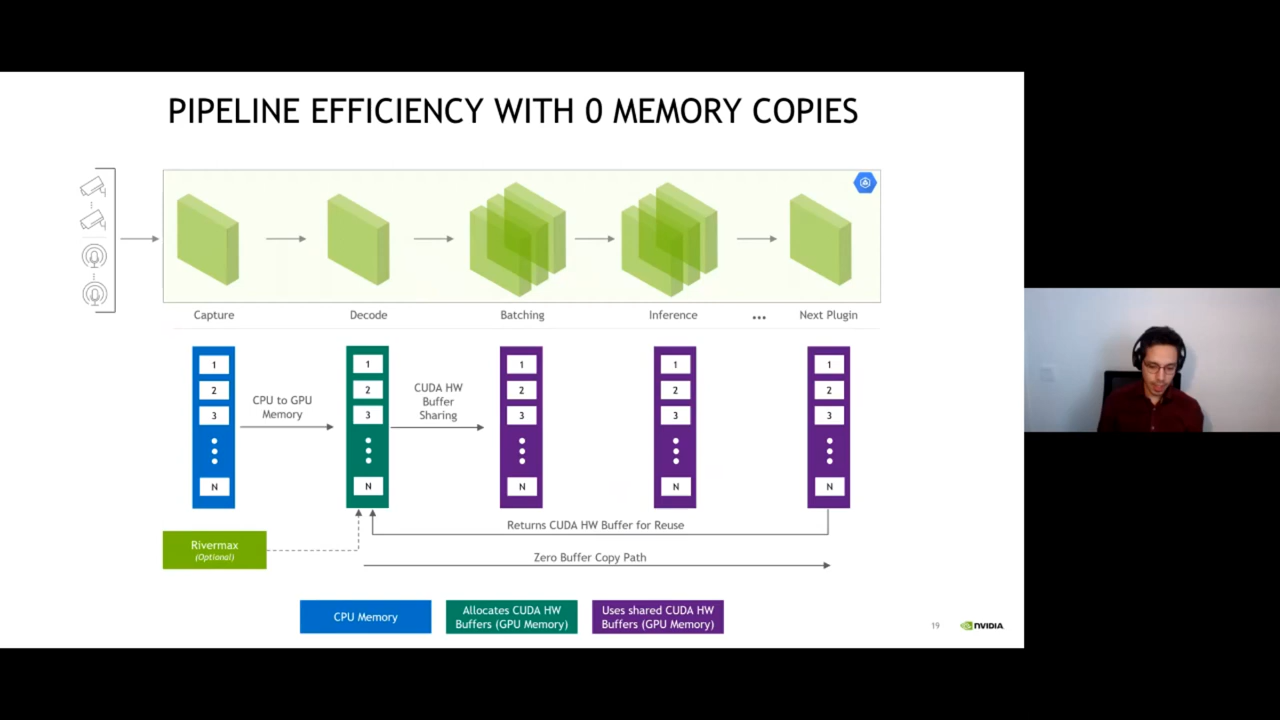 PIPELINE EFFICIENCY WITH 0 MEMORY COPIES
Capture
Decode
Batching
Inference
...
Next Plugin
1
2
3
N
CPU to GPU
Memory
1
2
3
N
CUDA HW
Buffer
Sharing
1
2
3
N
1
2
3
N
1
2
3
N
Returns CUDA HW Buffer for Reuse
Rivermax
(Optional)
Zero Buffer Copy Path
CPU Memory
Allocates CUDA HW
Buffers (GPU Memory)
Uses shared CUDA HW
Buffers (GPU Memory)
19
NVIDIA